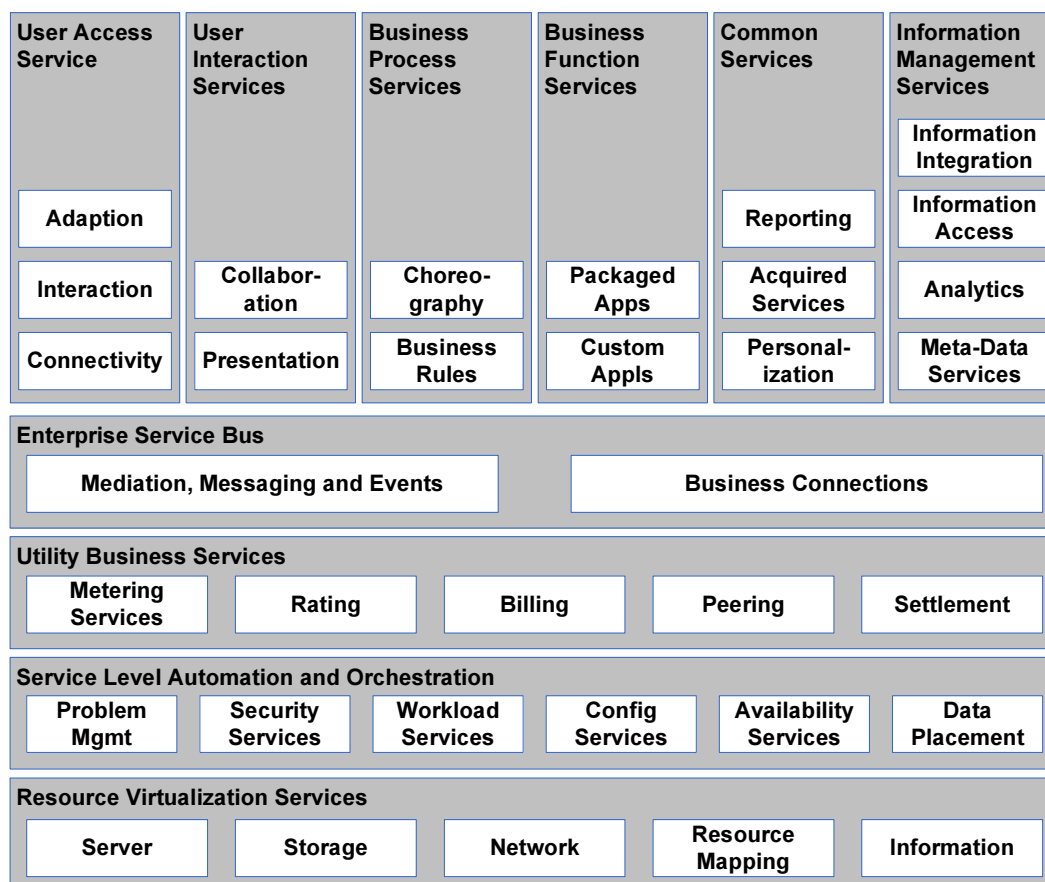 User Access
Service
Adaption
Interaction
Connectivity
User
Interaction
Services
Collabor-
ation
Presentation
Business
Process
Services
Choreo-
graphy
Business
Rules
Business
Function
Services
Packaged
Apps
Custom
Appls
Common
Services
Reporting
Acquired
Services
Personal-
ization
Information
Management
Services
Information
Integration
Information
Access
Analytics
Meta-Data
Services
Enterprise Service Bus
Mediation, Messaging and Events
Business Connections
Utility Business Services
Metering
Services
Rating
Billing
Peering
Settlement
Service Level Automation and Orchestration
Problem
Mgmt
Security
Services
Workload
Services
Config
Services
Availability
Services
Data
Placement
Resource Virtualization Services
Server
Storage
Network
Resource
Mapping
Information